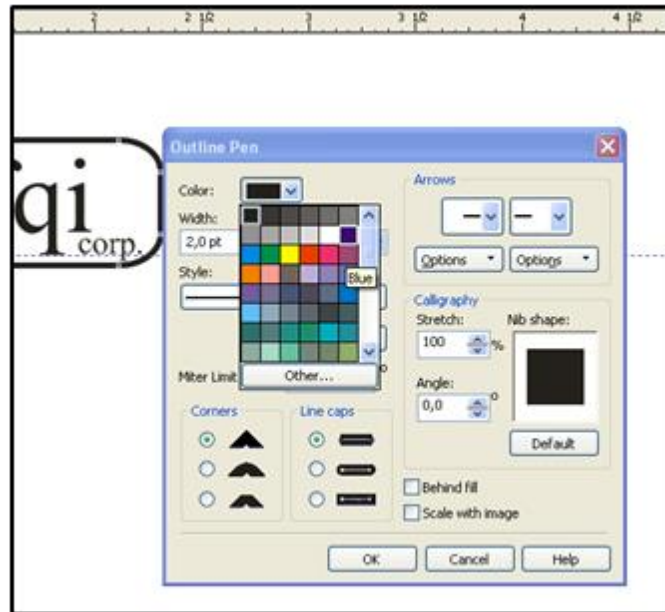 2 2 1/2 3 3 1/2 4 4 1/2
Outline Pen
qi
corp.
Color:
Width:
2,0 pt
Style:
Blue
Other...
Miter Limit
Arrows
Options Options
Calligraphy
Stretch: Nib shape:
100 %
Angle:
0,0 °
Default
Corners Line caps
Behind fill
Scale with image
OK Cancel Help